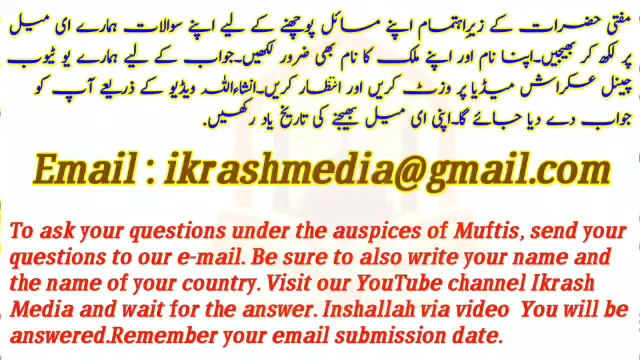 مفتی حضرات کے زیرِاہتمام اپنے مسائل پوچھنے کے لیے اپنے سوالات ہمارے ای میل
پر لکھ کر بھیجیں۔اپنا نام اور اپنے ملک کا نام بھی ضرور لکھیں۔جواب کے لیے ہمارے یو ٹیوب
چینل عکراش میڈیا پر وزٹ کریں اور انتظار کریں۔انشاءاللہ ویڈیو کے ذریعے آپ کو
جواب دے دیا جائے گا۔اپنی ای میل بھیجنے کی تاریخ یاد رکھیں.
Email : ikrashmedia@gmail.com
To ask your questions under the auspices of Muftis, send your
questions to our e-mail. Be sure to also write your name and
the name of your country. Visit our YouTube channel Ikrash
Media and wait for the answer. Inshallah via video You will be
answered.Remember your email submission date.